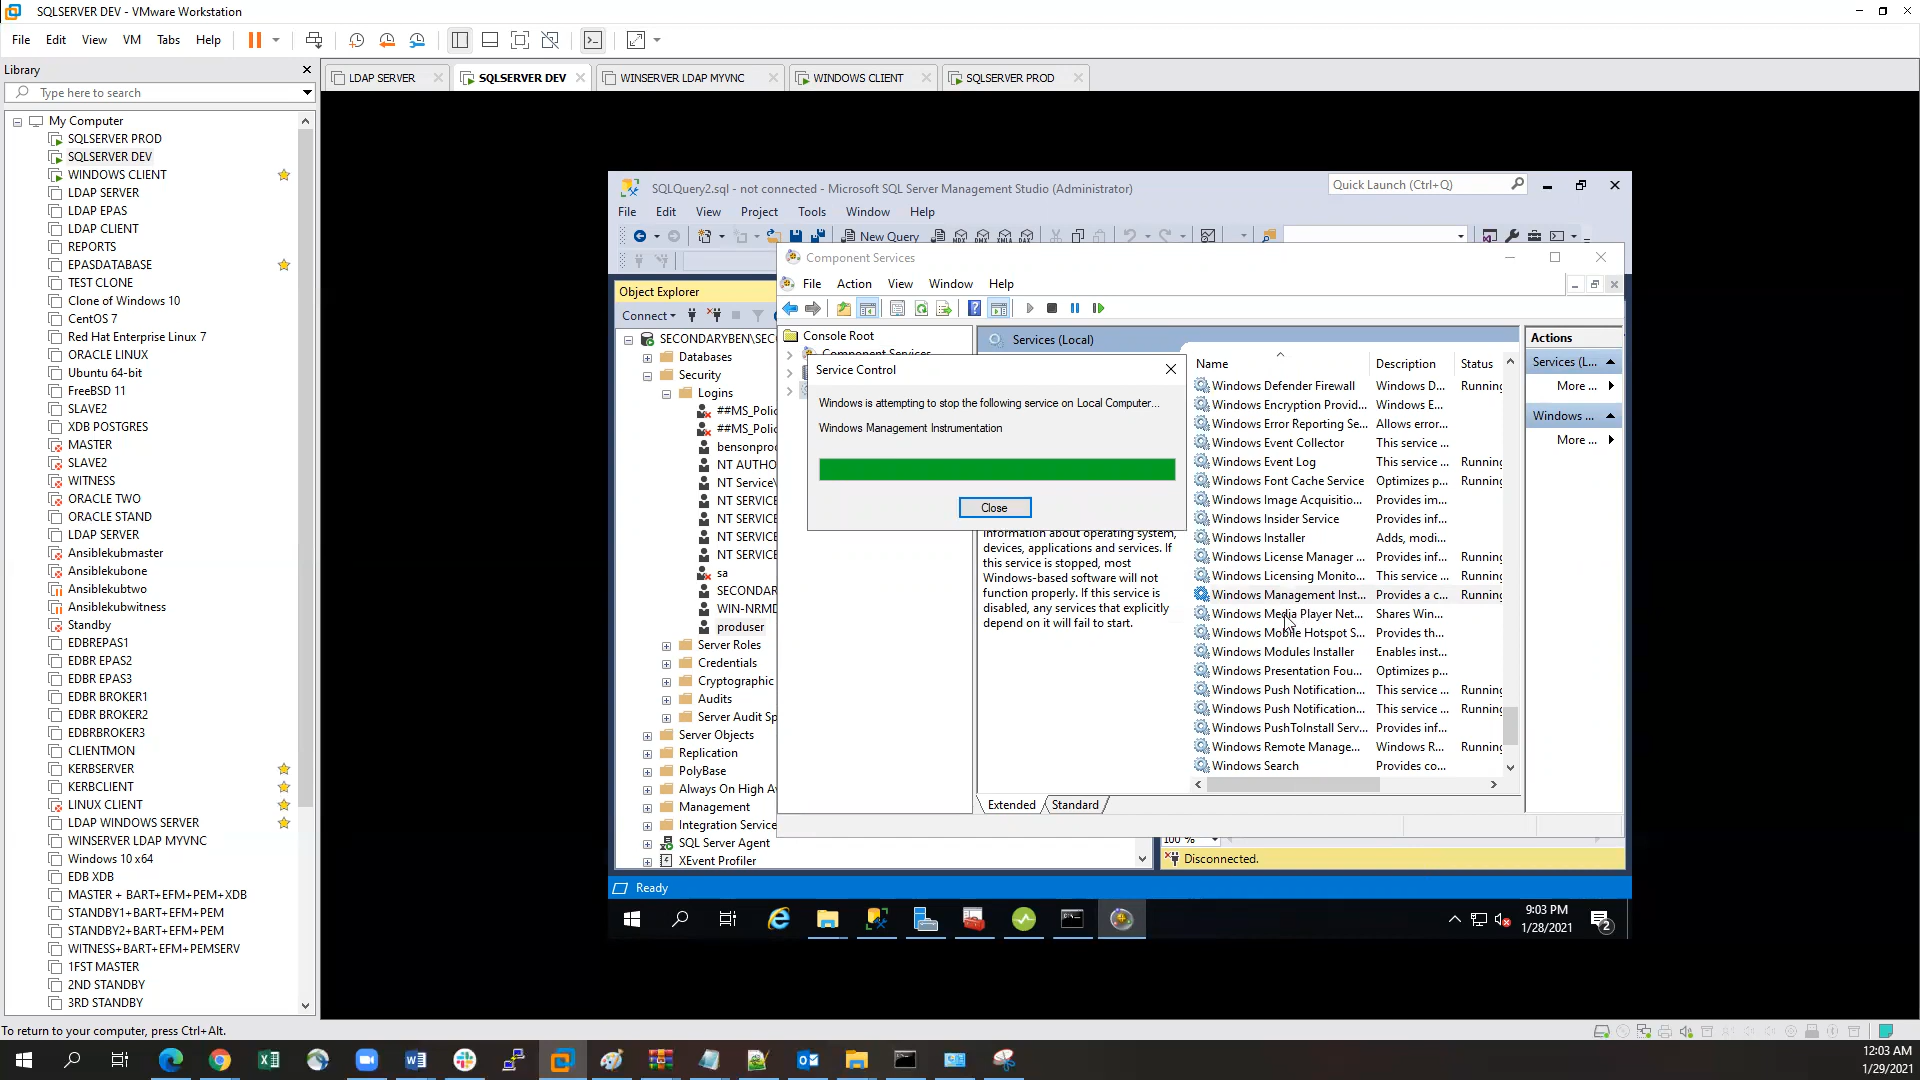 SQLSERVER DEV - VMware Workstation
File Edit View VM Tabs Help
Library
Type here to search
My Computer
SQLSERVER PROD
SQLSERVER DEV
WINDOWS CLIENT
LDAP SERVER
LDAP EPAS
LDAP CLIENT
REPORTS
EPASDATABASE
TEST CLONE
Clone of Windows 10
CentOS 7
Red Hat Enterprise Linux 7
ORACLE LINUX
Ubuntu 64-bit
FreeBSD 11
SLAVE2
XDB POSTGRES
MASTER
SLAVE2
WITNESS
ORACLE TWO
ORACLE STAND
LDAP SERVER
Ansiblekubmaster
Ansiblekubone
Ansiblekubtwo
Ansiblekubwitness
Standby
EDBREPAS1
EDBR EPAS2
EDBR EPAS3
EDBR BROKER1
EDBR BROKER2
EDBRBROKER3
CLIENTMON
KERBSERVER
KERBCLIENT
LINUX CLIENT
LDAP WINDOWS SERVER
WINSERVER LDAP MYVNC
Windows 10 x64
EDB XDB
MASTER + BART+EFM+PEM+XDB
STANDBY1+BART+EFM+PEM
STANDBY2+BART+EFM+PEM
WITNESS+BART+EFM+PEMSERV
1FST MASTER
2ND STANDBY
3RD STANDBY
LDAP SERVER SQLSERVER DEV WINSERVER LDAP MYVNC WINDOWS CLIENT SQLSERVER PROD
SQLQuery2.sql - not connected - Microsoft SQL Server Management Studio (Administrator)
Quick Launch (Ctrl+Q)
File Edit View Project Tools Window Help
New Query
Object Explorer
Connect
SECONDARYBEN\SEC
Databases
Security
Logins
##MS_Polic
##MS_Polic
bensonproc
NT AUTHO
NT Service\
NT SERVICE
NT SERVICE
NT SERVICE
NT SERVICE
sa
SECONDAR
WIN-NRMD
produser
Server Roles
Credentials
Cryptographic
Audits
Server Audit Sp
Server Objects
Replication
PolyBase
Always On High Av
Management
Integration Service
SQL Server Agent
XEvent Profiler
Component Services
File Action View Window Help
Console Root
Component Services
Services (Local)
Service Control
Windows is attempting to stop the following service on Local Computer...
Windows Management Instrumentation
Close
information about operating system,
devices, applications and services. If
this service is stopped, most
Windows-based software will not
function properly. If this service is
disabled, any services that explicitly
depend on it will fail to start.
Name Description Status
Windows Defender Firewall Windows D... Running
Windows Encryption Provid... Windows E...
Windows Error Reporting Se... Allows error...
Windows Event Collector This service ...
Windows Event Log This service ... Running
Windows Font Cache Service Optimizes p... Running
Windows Image Acquisitio... Provides im...
Windows Insider Service Provides inf...
Windows Installer Adds, modi...
Windows License Manager ... Provides inf... Running
Windows Licensing Monito... This service ... Running
Windows Management Inst... Provides a c... Running
Windows Media Player Net... Shares Win...
Windows Mobile Hotspot S... Provides th...
Windows Modules Installer Enables inst...
Windows Presentation Fou... Optimizes p...
Windows Push Notification... This service ... Running
Windows Push Notification... This service ... Running
Windows PushToInstall Serv... Provides inf...
Windows Remote Manage... Windows R... Running
Windows Search Provides co...
Extended Standard
Actions
Services (L...
More ...
Windows ...
More ...
100 %
Disconnected.
Ready
9:03 PM
1/28/2021
2
To return to your computer, press Ctrl+Alt.
12:03 AM
1/29/2021